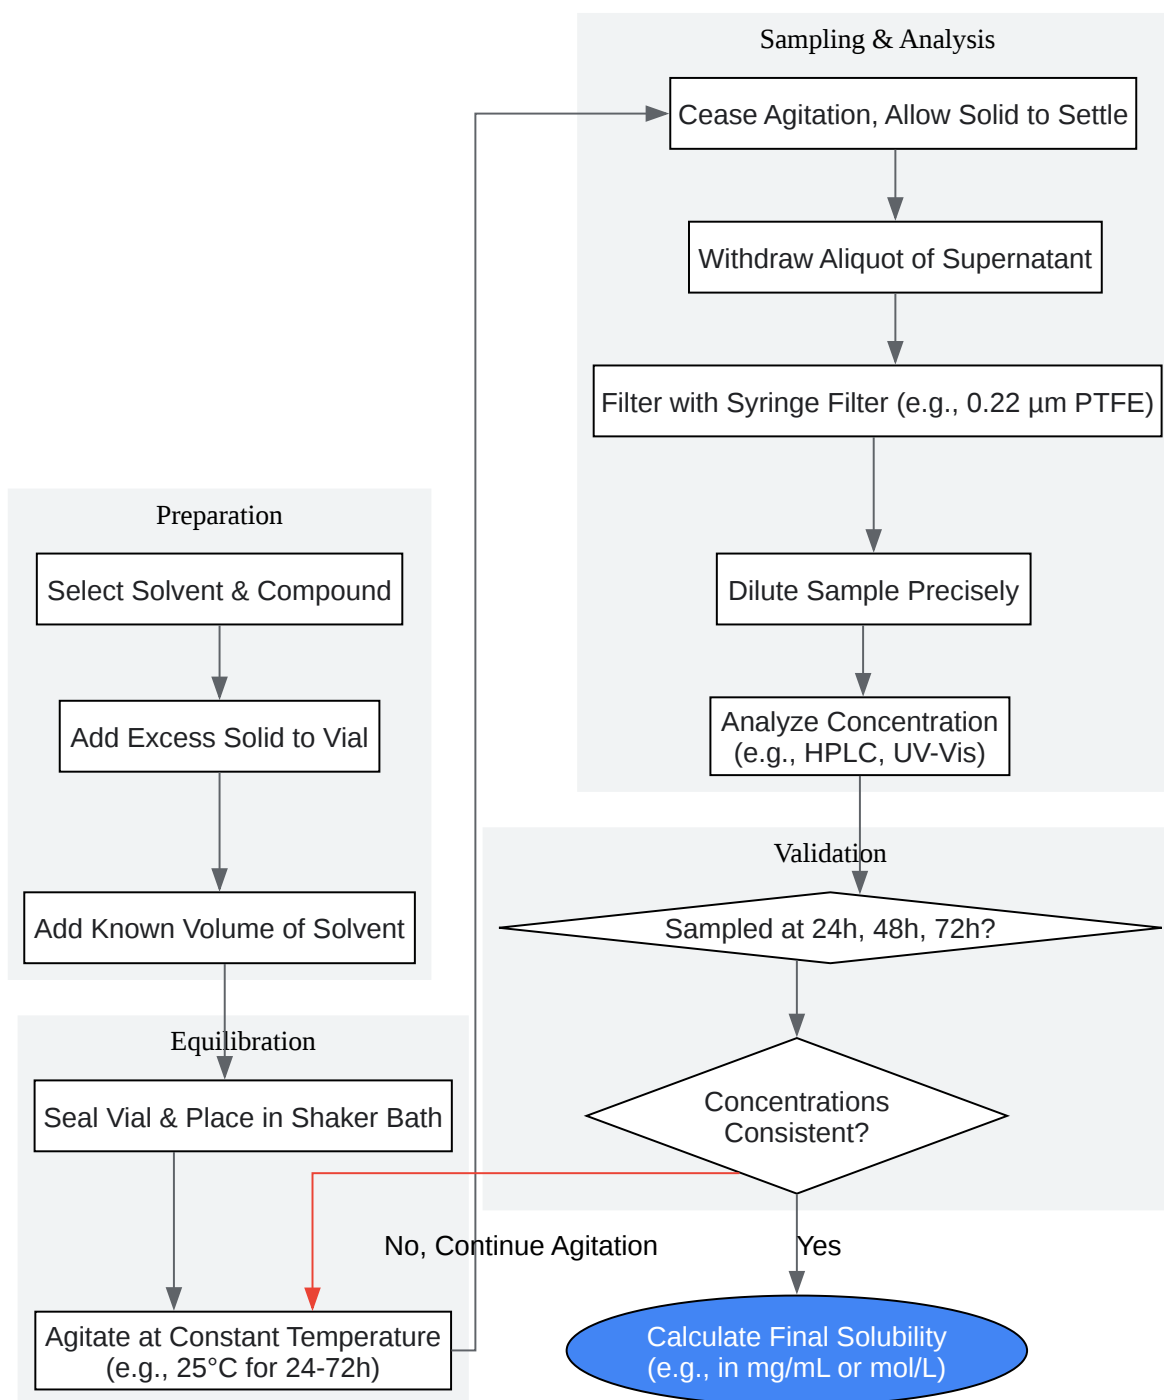 Preparation
Select Solvent & Compound
Add Excess Solid to Vial
Add Known Volume of Solvent
Equilibration
Seal Vial & Place in Shaker Bath
Agitate at Constant Temperature
(e.g., 25°C for 24-72h)
Sampling & Analysis
Cease Agitation, Allow Solid to Settle
Withdraw Aliquot of Supernatant
Filter with Syringe Filter (e.g., 0.22 µm PTFE)
Dilute Sample Precisely
Analyze Concentration
(e.g., HPLC, UV-Vis)
Validation
Sampled at 24h, 48h, 72h?
Concentrations
Consistent?
No, Continue Agitation
Yes
Calculate Final Solubility
(e.g., in mg/mL or mol/L)